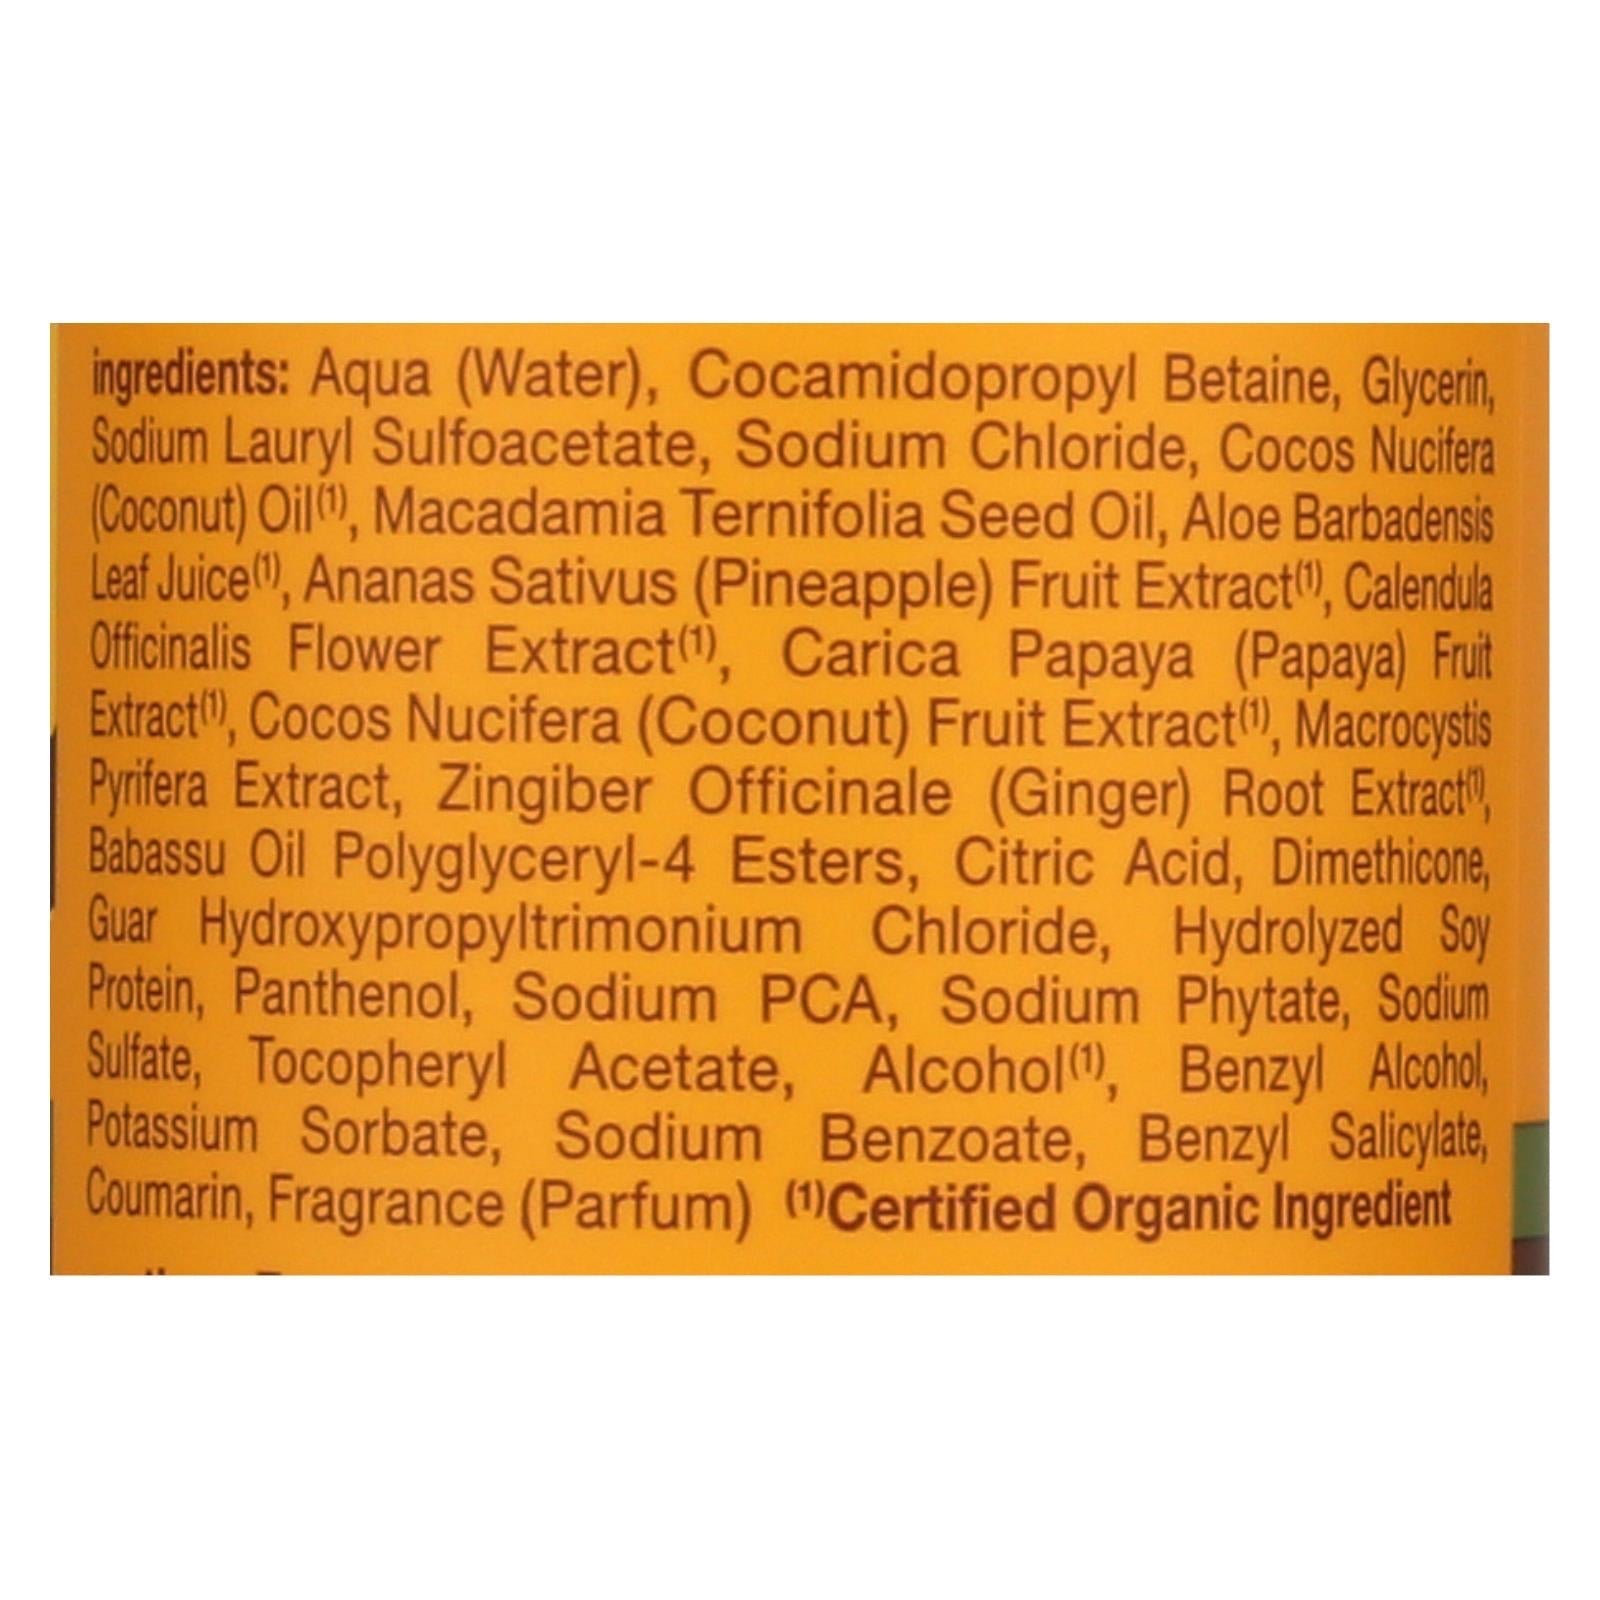 ingredients: Aqua (Water), Cocamidopropyl Betaine, Glycerin,
Sodium Lauryl Sulfoacetate, Sodium Chloride, Cocos Nucifera
(Coconut) Oil(1), Macadamia Ternifolia Seed Oil, Aloe Barbadensis
Leaf Juice(1), Ananas Sativus (Pineapple) Fruit Extract(1), Calendula
Officinalis Flower Extract(1), Carica Papaya (Papaya) Fruit
Extract(1), Cocos Nucifera (Coconut) Fruit Extract(1), Macrocystis
Pyrifera Extract, Zingiber Officinale (Ginger) Root Extract(1),
Babassu Oil Polyglyceryl-4 Esters, Citric Acid, Dimethicone,
Guar Hydroxypropyltrimonium Chloride, Hydrolyzed Soy
Protein, Panthenol, Sodium PCA, Sodium Phytate, Sodium
Sulfate, Tocopheryl Acetate, Alcohol(1), Benzyl Alcohol,
Potassium Sorbate, Sodium Benzoate, Benzyl Salicylate,
Coumarin, Fragrance (Parfum) (1)Certified Organic Ingredient